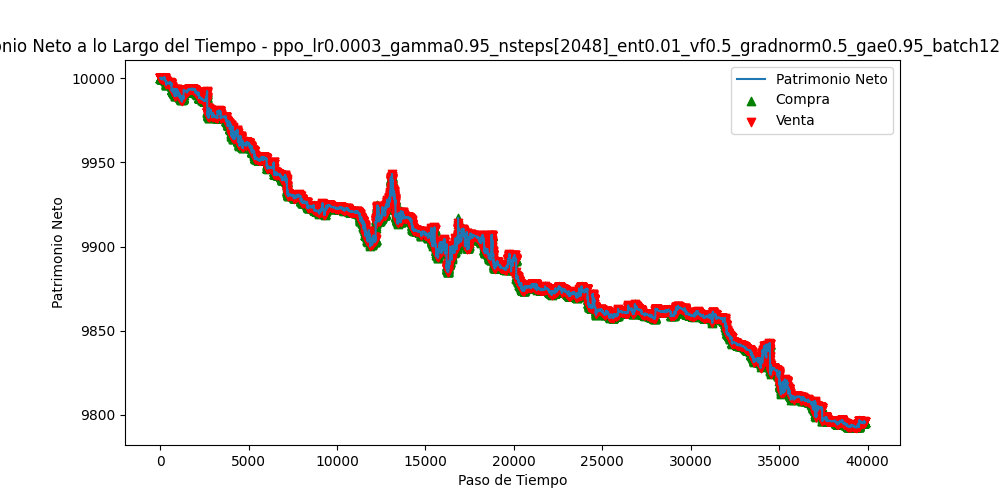 nio Neto a lo Largo del Tiempo - ppo_lr0.0003_gamma0.95_nsteps[2048]_ent0.01_vf0.5_gradnorm0.5_gae0.95_batch12
Patrimonio Neto
Compra
Venta
10000
9950
9900
9850
9800
Patrimonio Neto
0 5000 10000 15000 20000 25000 30000 35000 40000
Paso de Tiempo